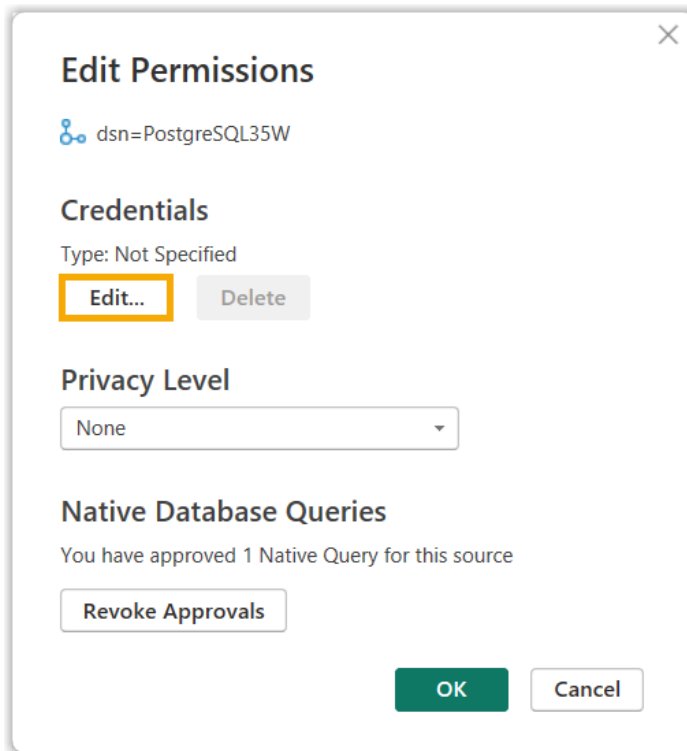 Edit Permissions
dsn=PostgreSQL35W
Credentials
Type: Not Specified
Edit... Delete
Privacy Level
None
Native Database Queries
You have approved 1 Native Query for this source
Revoke Approvals
OK Cancel